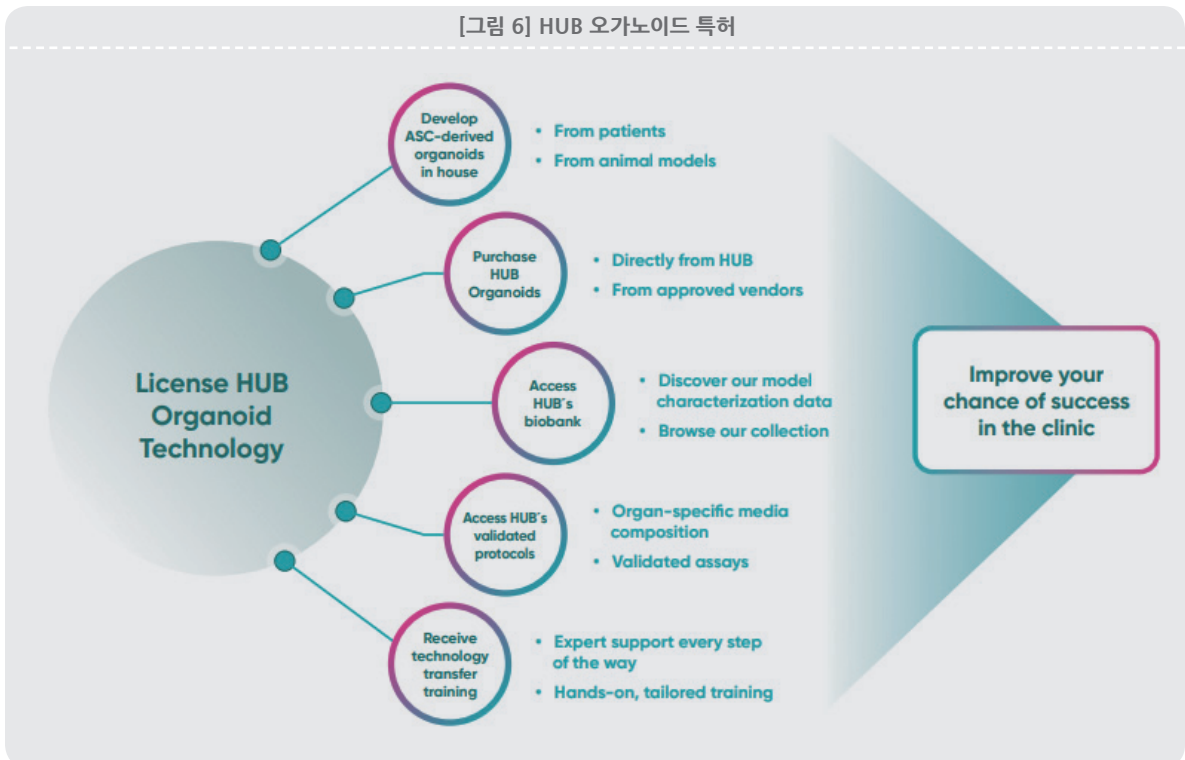 [그림 6] HUB 오가노이드 특허
Develop
ASC-derived
organoids
in house
• From patients
• From animal models
Purchase
HUB
Organoids
• Directly from HUB
• From approved vendors
License HUB
Organoid
Technology
Access
HUB's
biobank
• Discover our model
characterization data
• Browse our collection
Access HUB's
validated
protocols
• Organ-specific media
composition
• Validated assays
Receive
technology
transfer
training
• Expert support every step
of the way
• Hands-on, tailored training
Improve your
chance of success
in the clinic